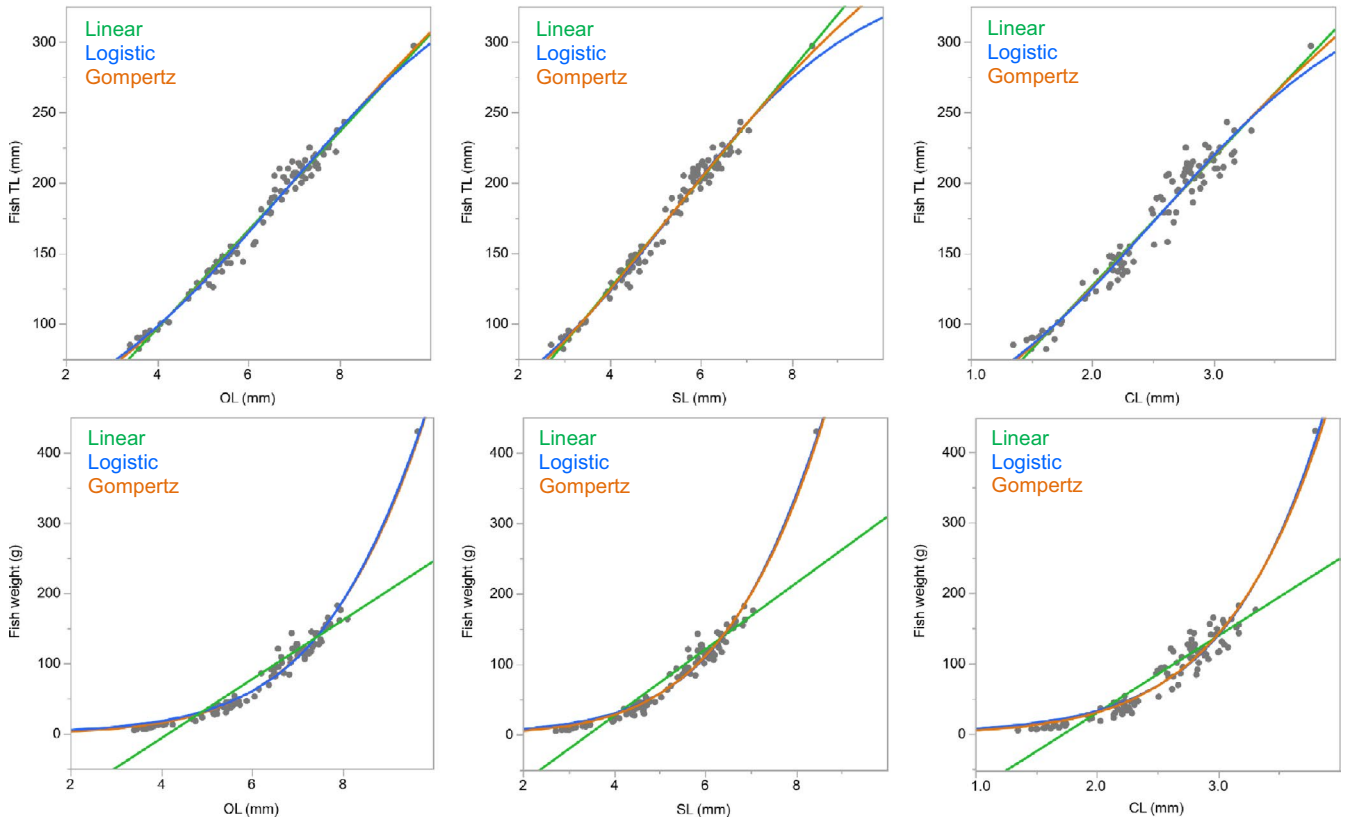 Linear
Logistic
Gompertz
300
250
200
150
100
Fish TL (mm)
2 4 6 8
OL (mm)
Linear
Logistic
Gompertz
300
250
200
150
100
Fish TL (mm)
2 4 6 8
SL (mm)
Linear
Logistic
Gompertz
300
250
200
150
100
Fish TL (mm)
1.0 2.0 3.0
CL (mm)
Linear
Logistic
Gompertz
400
300
200
100
0
Fish weight (g)
2 4 6 8
OL (mm)
Linear
Logistic
Gompertz
400
300
200
100
0
Fish weight (g)
2 4 6 8
SL (mm)
Linear
Logistic
Gompertz
400
300
200
100
0
Fish weight (g)
1.0 2.0 3.0
CL (mm)